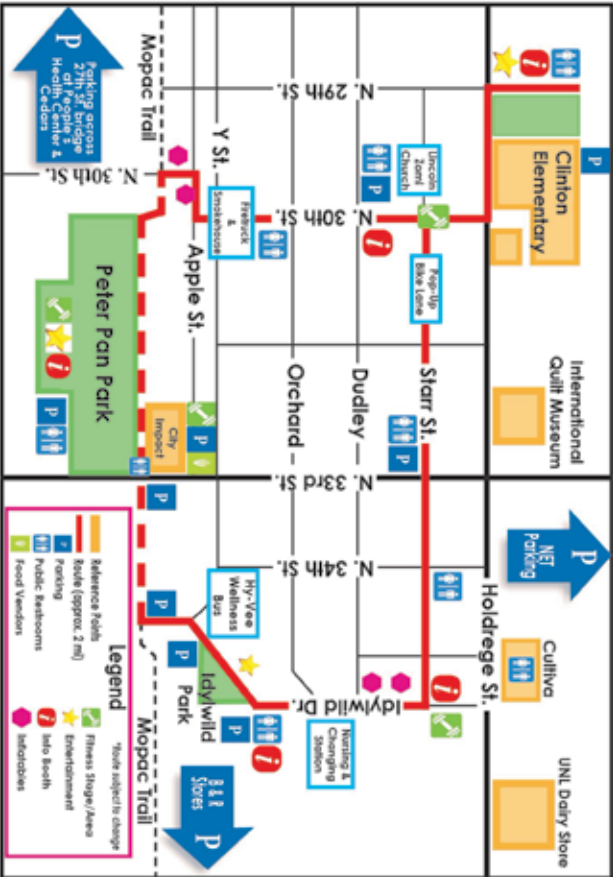 P
Parking across
27th St. bridge
at People's
Health Center &
Cedars
Mopac Trail
N. 30th St.
N. 29th St.
Y St.
Apple St.
Firetruck
&
Smokehouse
N. 30th St.
Lincoln
Zomi
Church
Pop-Up
Bike Lane
P
Clinton
Elementary
International
Quilt Museum
Peter Pan Park
City
Impact
P
P
P
P
Orchard
Dudley
Starr St.
N. 33rd St.
N. 34th St.
Holdrege St.
P
NET
Parking
Cultiva
UNL Dairy Store
P
P
Hy-Vee
Wellness
Bus
P
Idylwild
Park
P
Idylwild Dr.
Nursing &
Changing
Station
B & R
Stores
P
Mopac Trail
Legend
*Route subject to change
Reference Points
Route (approx. 2 mi)
P Parking
Public Restrooms
Food Vendors
Fitness Stage/Area
Entertainment
i Info Booth
Inflatables